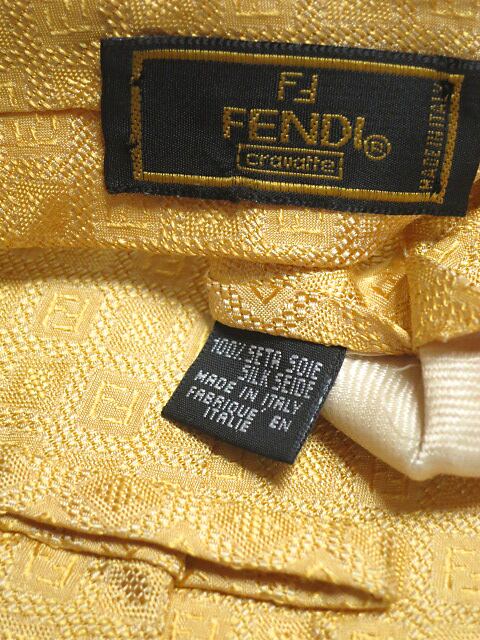 FF
FENDI®
cravatte
MADE IN ITALY
100% SETA SOIE
SILK SEIDE
MADE IN ITALY
FABRIQUE EN
ITALIE